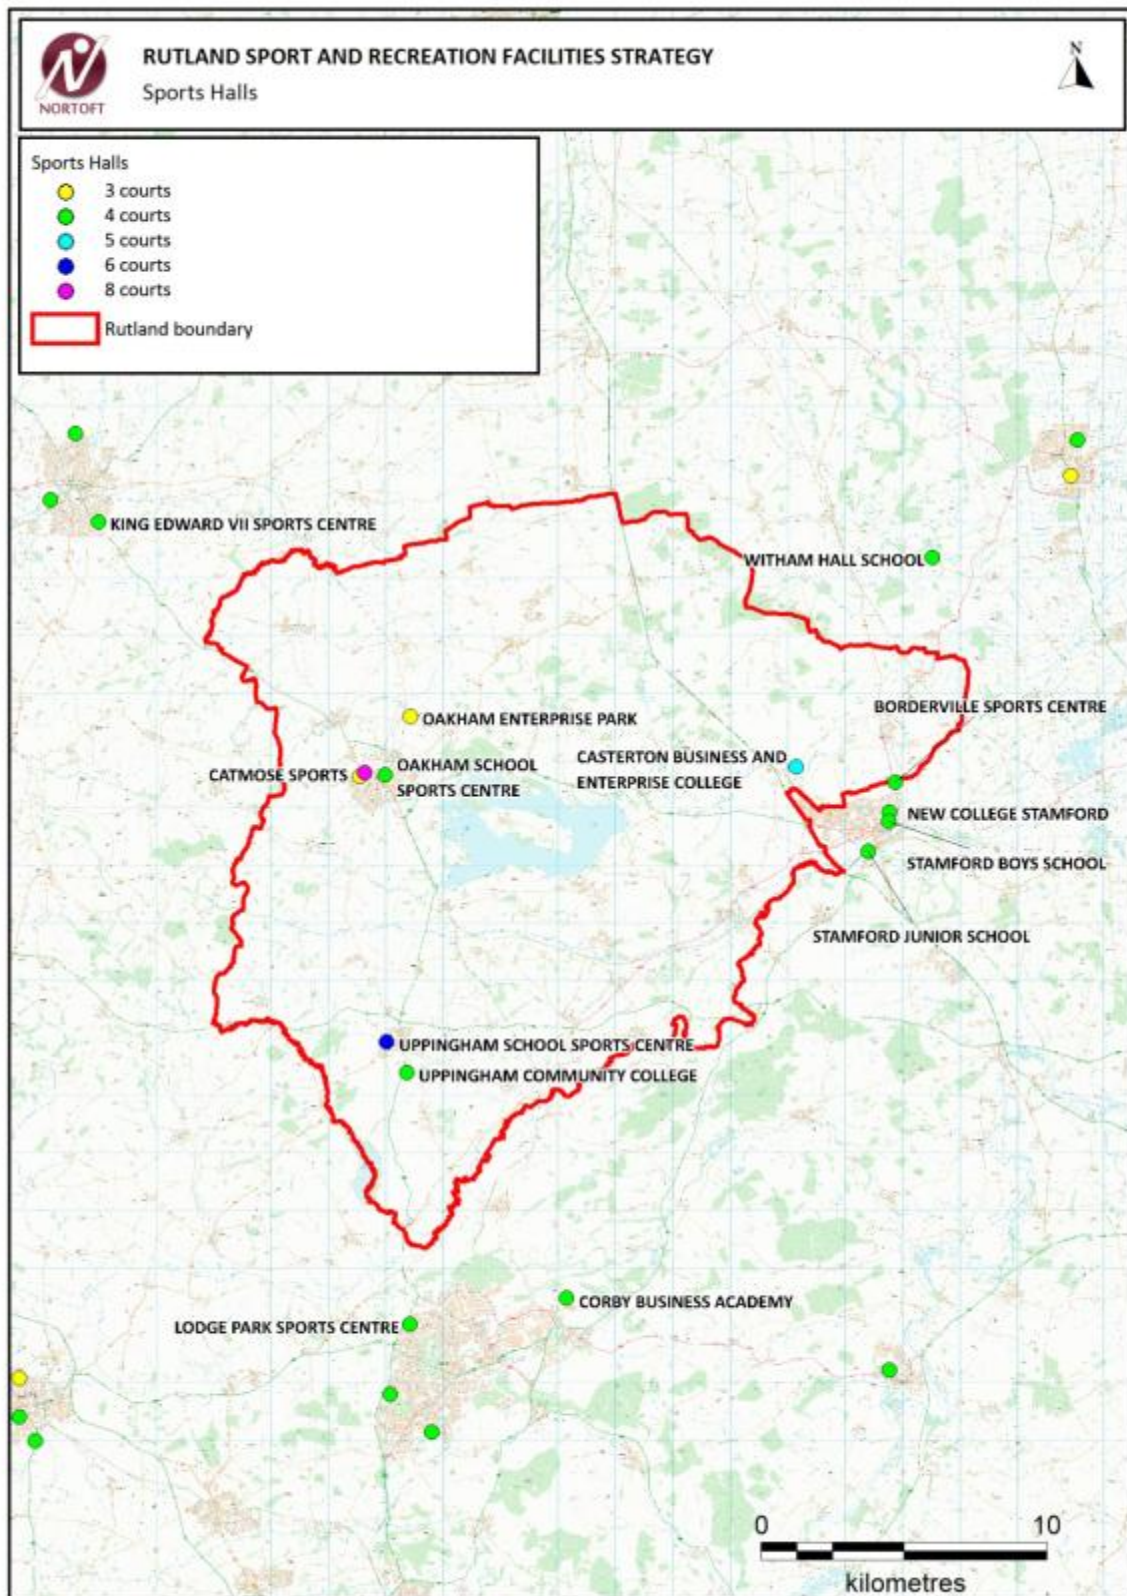 RUTLAND SPORT AND RECREATION FACILITIES STRATEGY
Sports Halls
N
NORTOFT
Sports Halls
3 courts
4 courts
5 courts
6 courts
8 courts
Rutland boundary
KING EDWARD VII SPORTS CENTRE
WITHAM HALL SCHOOL
BORDERVILLE SPORTS CENTRE
OAKHAM ENTERPRISE PARK
CATMOSE SPORTS
OAKHAM SCHOOL
SPORTS CENTRE
CASTERTON BUSINESS AND
ENTERPRISE COLLEGE
NEW COLLEGE STAMFORD
STAMFORD BOYS SCHOOL
STAMFORD JUNIOR SCHOOL
UPPINGHAM SCHOOL SPORTS CENTRE
UPPINGHAM COMMUNITY COLLEGE
CORBY BUSINESS ACADEMY
LODGE PARK SPORTS CENTRE
0 10
kilometres